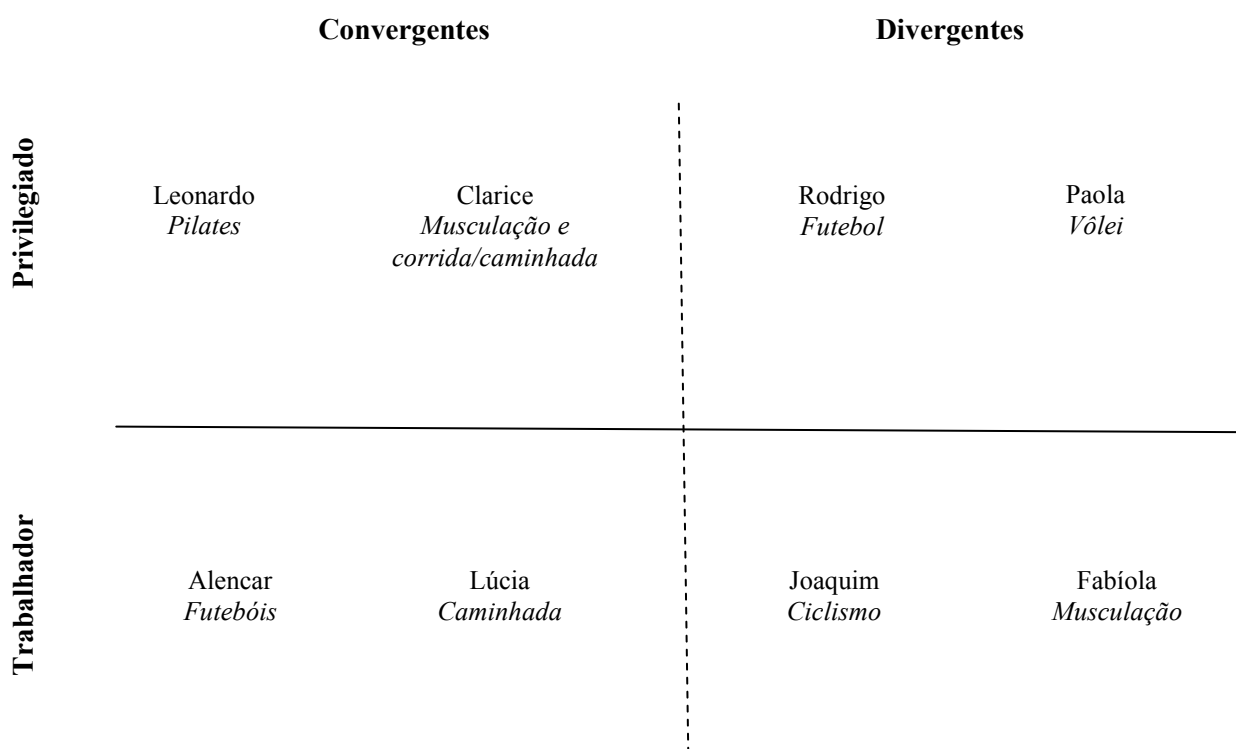 Convergentes
Divergentes
Privilegiado
Leonardo
Pilates
Clarice
Musculação e
corrida/caminhada
Rodrigo
Futebol
Paola
Vôlei
Trabalhador
Alencar
Futebóis
Lúcia
Caminhada
Joaquim
Ciclismo
Fabíola
Musculação